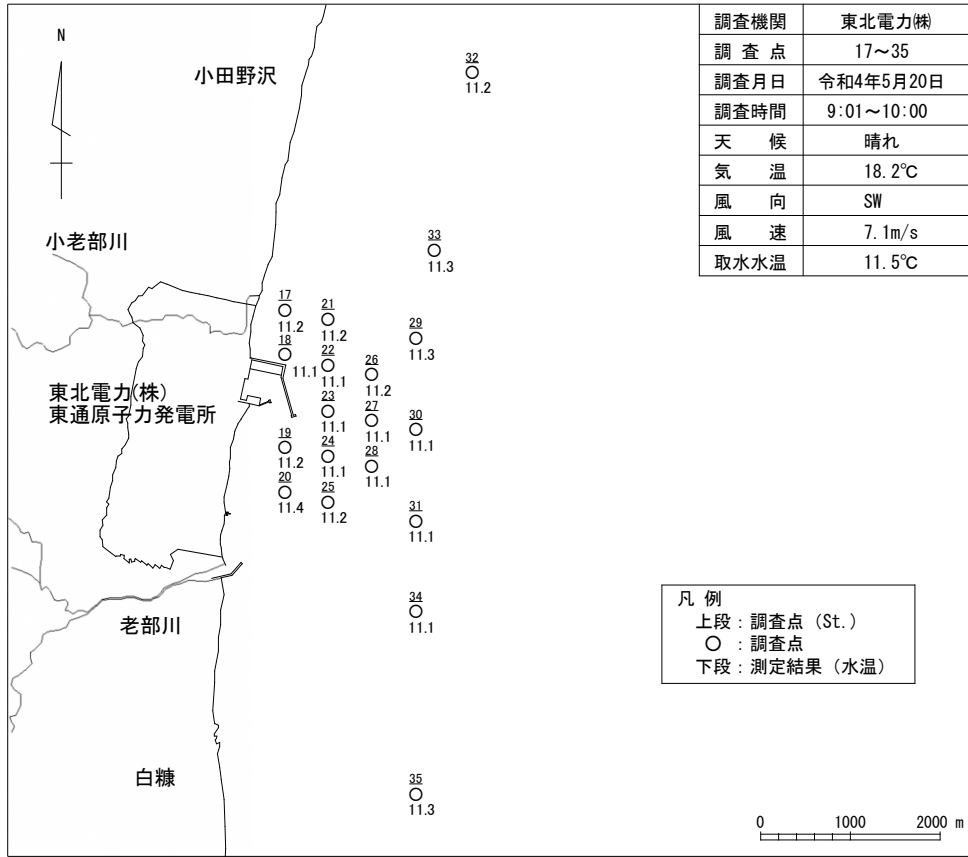 調査機関 東北電力㈱
調査点 17～35
調査月日 令和4年5月20日
調査時間 9:01～10:00
天候 晴れ
気温 18.2℃
風向 SW
風速 7.1m/s
取水水温 11.5℃
N
小田野沢
32
11.2
小老部川
33
11.3
17
11.2
21
11.2
18
11.1
29
11.3
22
11.1
26
11.2
東北電力(株)
東通原子力発電所
23
11.1
27
11.1
30
11.1
19
11.2
24
11.1
28
11.1
20
11.4
25
11.2
31
11.1
34
11.1
老部川
凡 例
上段：調査点（St.）
○ ：調査点
下段：測定結果（水温）
白糠
35
11.3
0 1000 2000 m